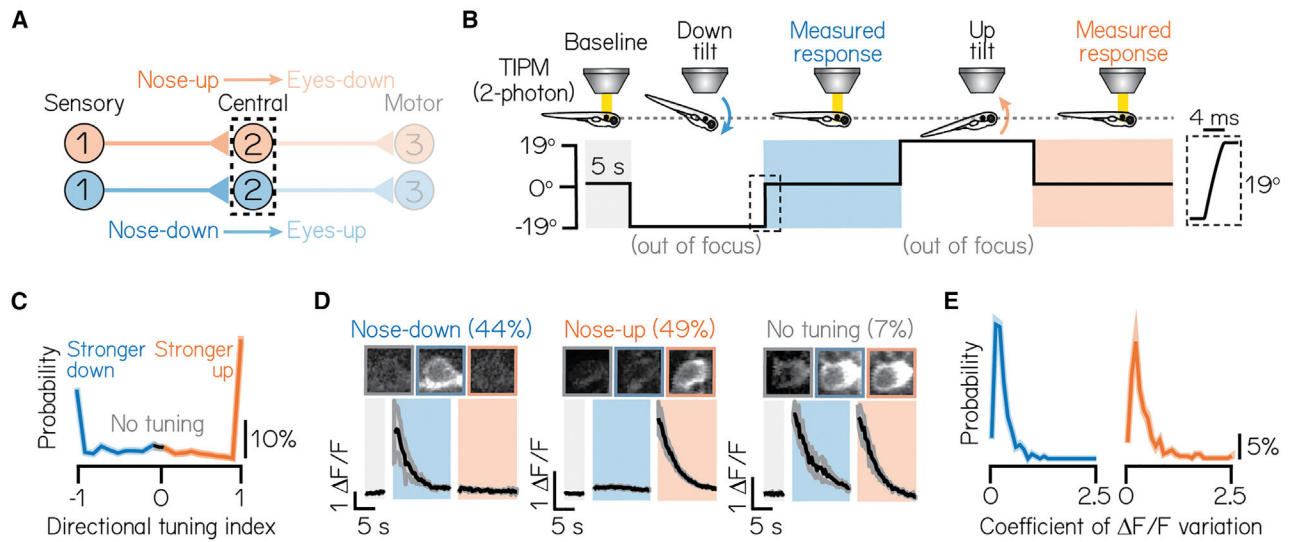 A
Nose-up
Eyes-down
Sensory
Central
Motor
1
2
3
1
2
3
Nose-down
Eyes-up
B
Baseline
Down
tilt
Measured
response
Up
tilt
Measured
response
TIPM
(2-photon)
4 ms
19°
5 s
0°
19°
-19°
(out of focus)
(out of focus)
C
Probability
Stronger
down
Stronger
up
No tuning
10%
-1
0
1
Directional tuning index
D
Nose-down (44%)
Nose-up (49%)
No tuning (7%)
1 ΔF/F
5 s
1 ΔF/F
5 s
1 ΔF/F
5 s
E
Probability
5%
0
2.5
0
2.5
Coefficient of ΔF/F variation